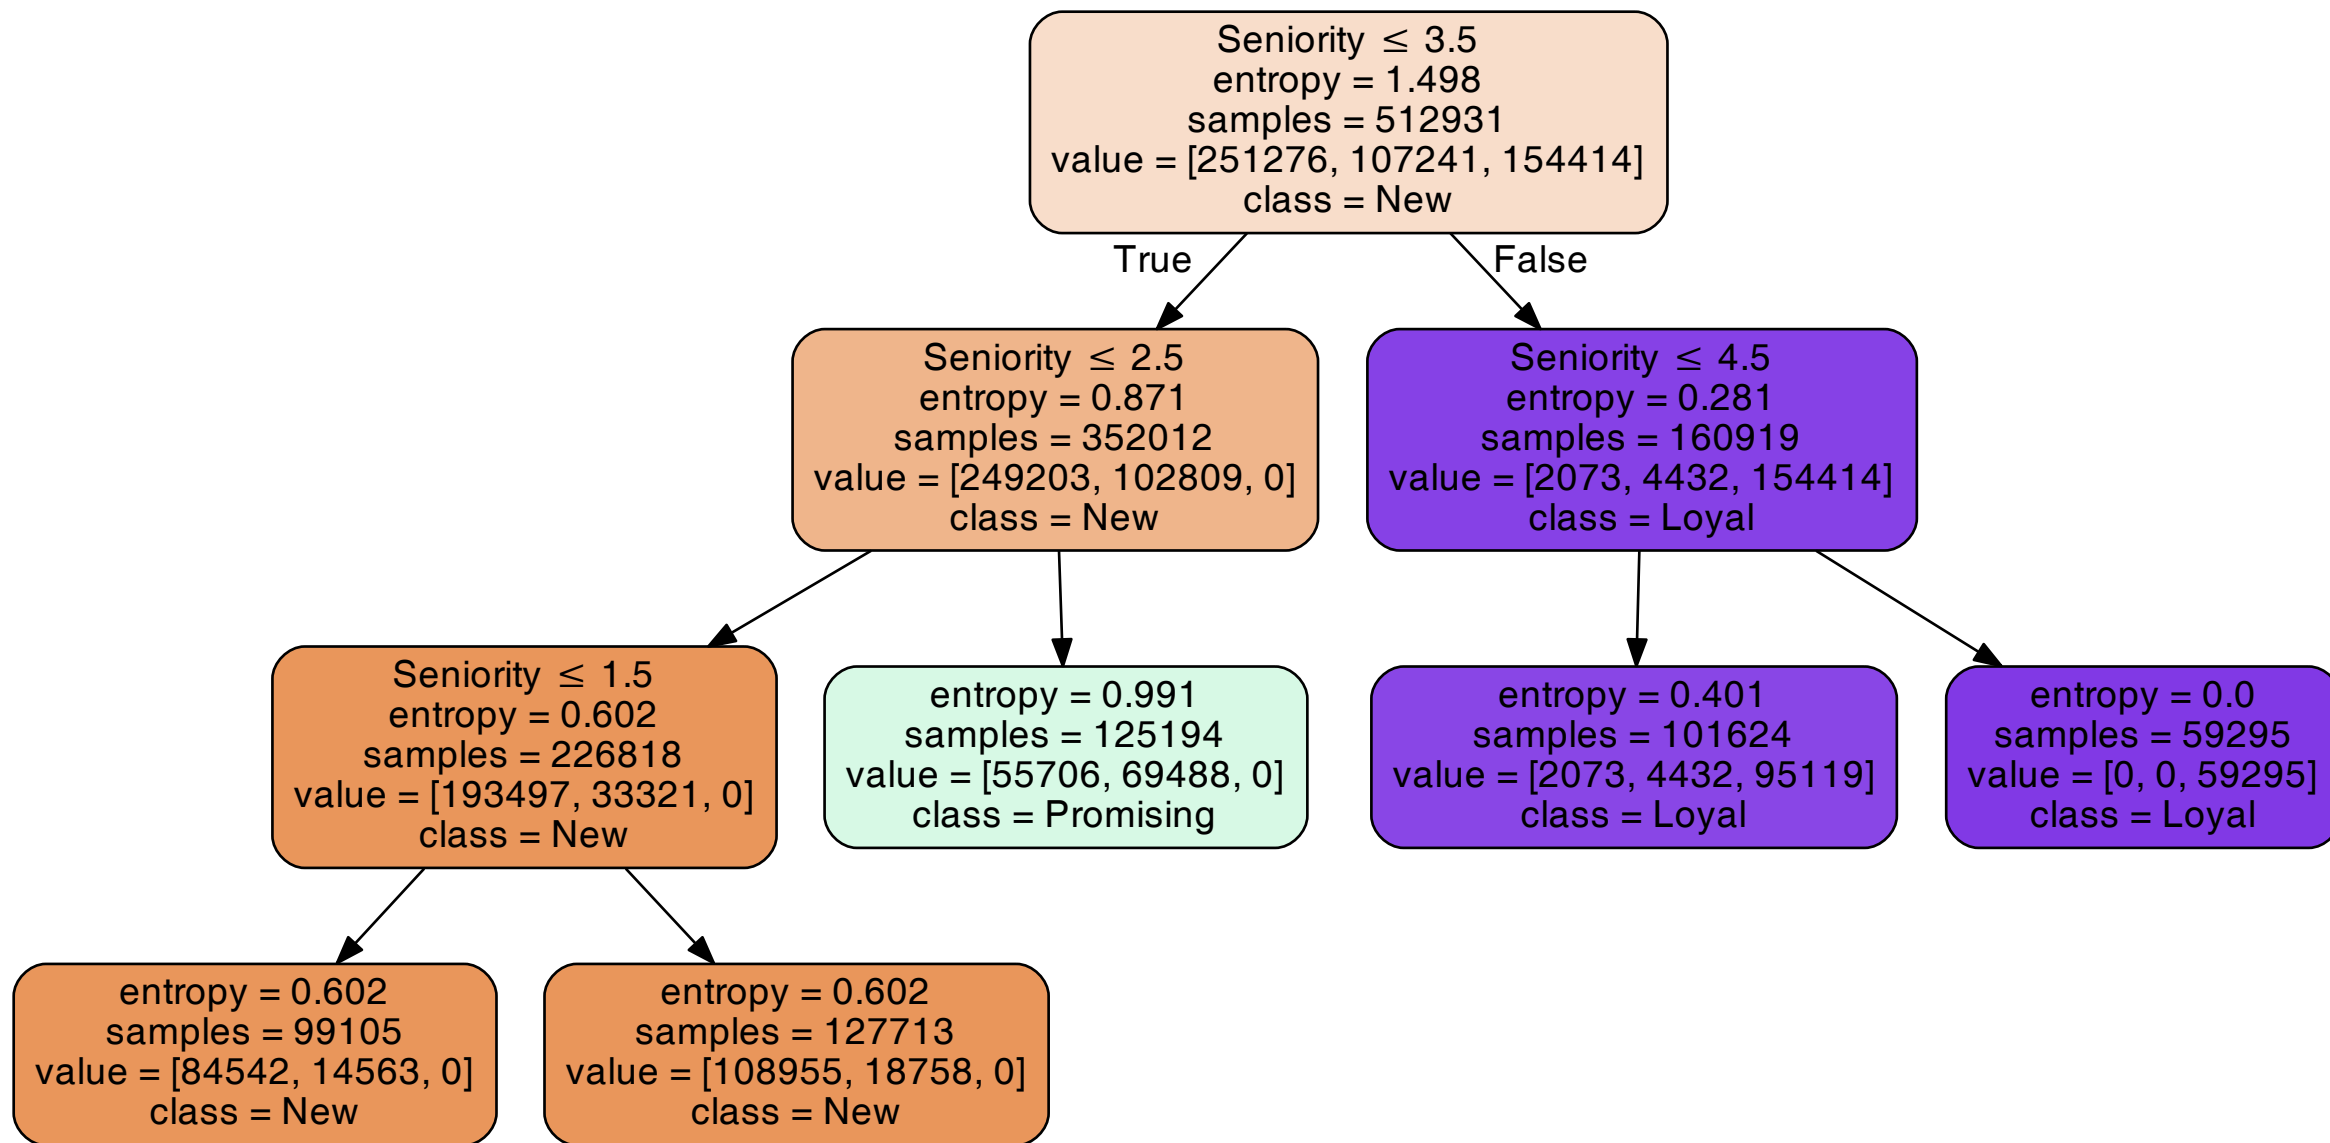 Seniority ≤ 3.5
entropy = 1.498
samples = 512931
value = [251276, 107241, 154414]
class = New
True
False
Seniority ≤ 2.5
entropy = 0.871
samples = 352012
value = [249203, 102809, 0]
class = New
Seniority ≤ 4.5
entropy = 0.281
samples = 160919
value = [2073, 4432, 154414]
class = Loyal
Seniority ≤ 1.5
entropy = 0.602
samples = 226818
value = [193497, 33321, 0]
class = New
entropy = 0.991
samples = 125194
value = [55706, 69488, 0]
class = Promising
entropy = 0.401
samples = 101624
value = [2073, 4432, 95119]
class = Loyal
entropy = 0.0
samples = 59295
value = [0, 0, 59295]
class = Loyal
entropy = 0.602
samples = 99105
value = [84542, 14563, 0]
class = New
entropy = 0.602
samples = 127713
value = [108955, 18758, 0]
class = New